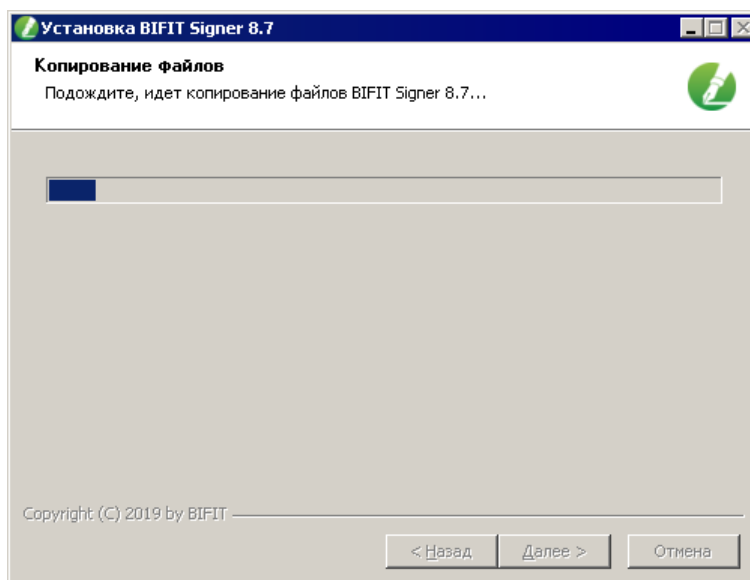 Установка BIFIT Signer 8.7
Копирование файлов
Подождите, идет копирование файлов BIFIT Signer 8.7...
Copyright (C) 2019 by BIFIT
< Назад
Далее >
Отмена